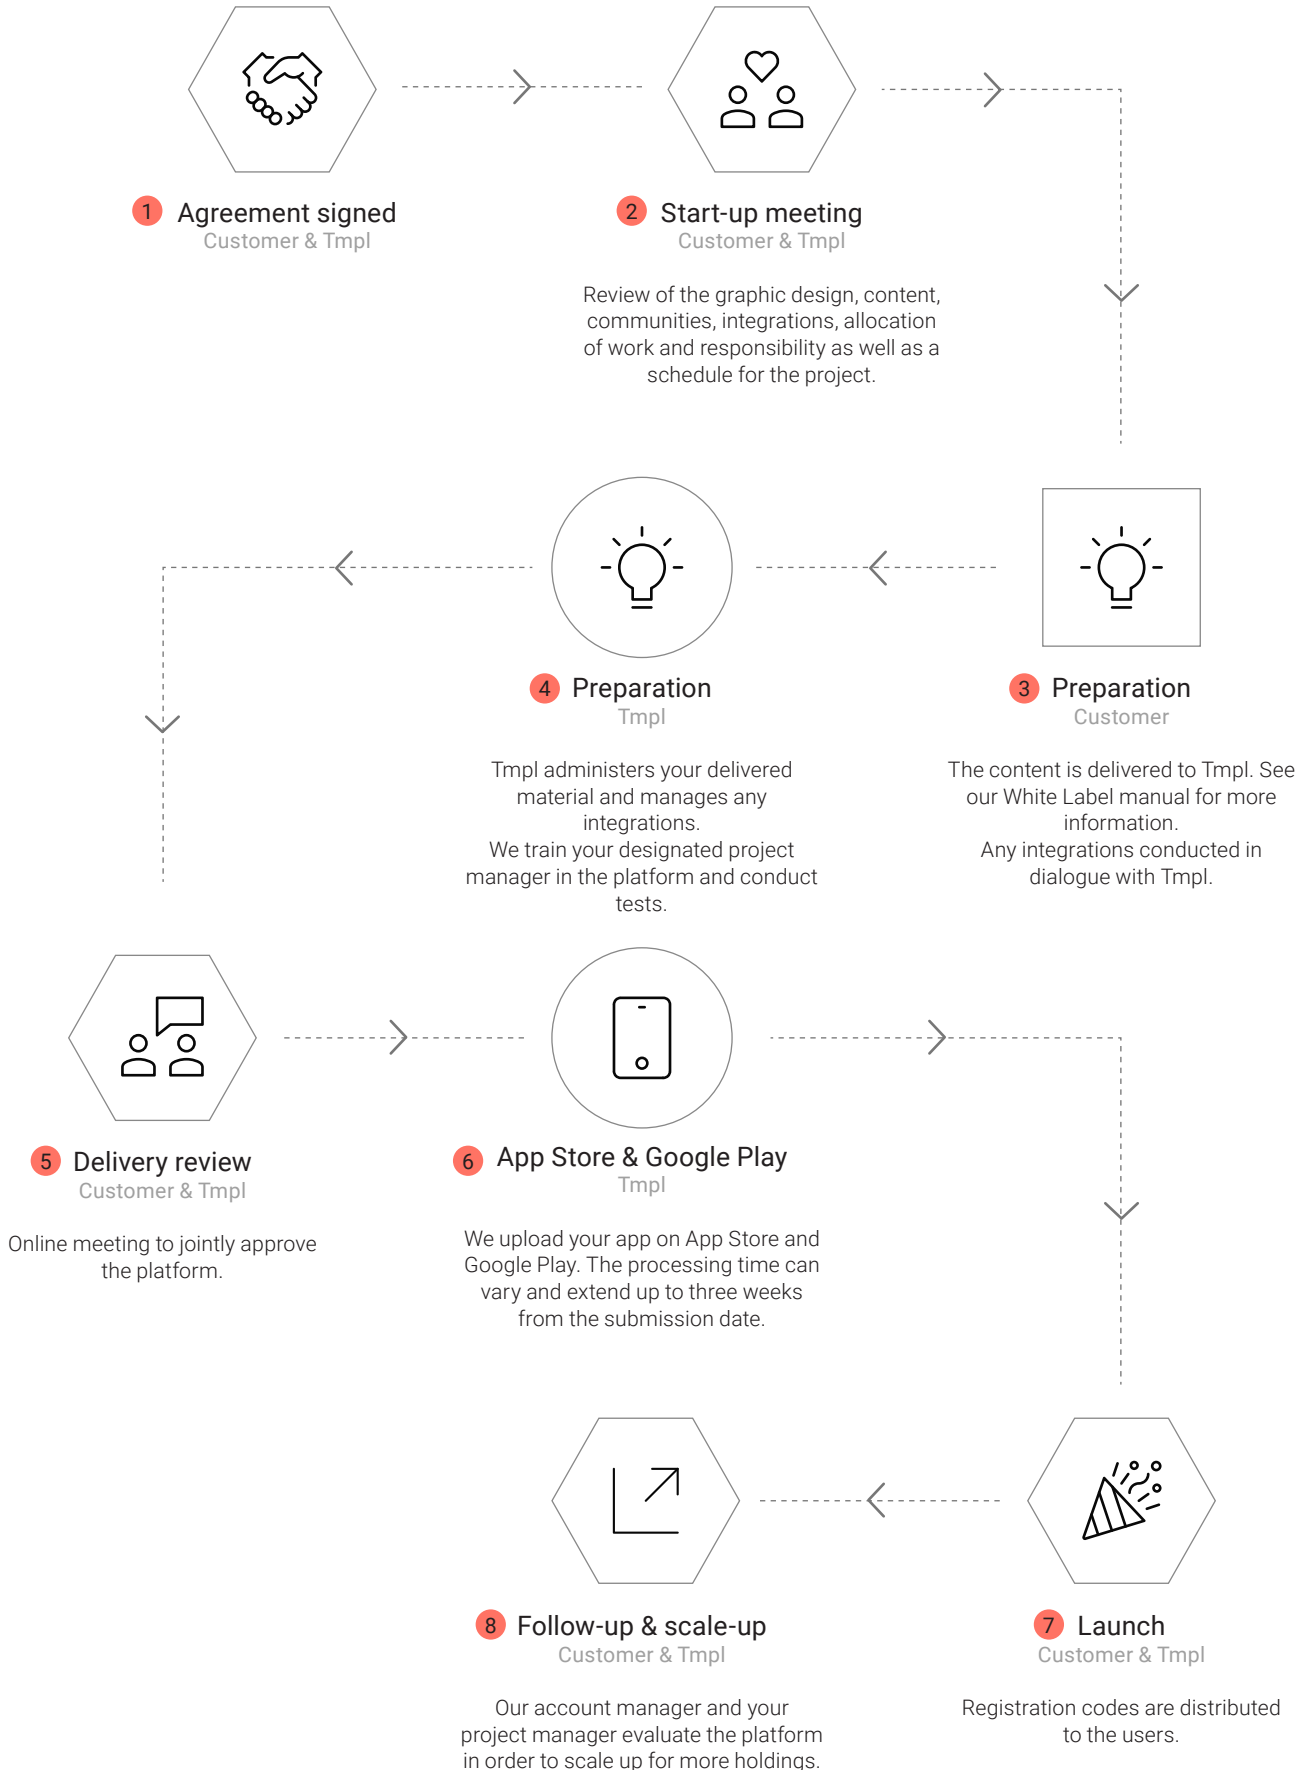 1 Agreement signed
Customer & Tmpl
2 Start-up meeting
Customer & Tmpl
Review of the graphic design, content,
communities, integrations, allocation
of work and responsibility as well as a
schedule for the project.
3 Preparation
Customer
The content is delivered to Tmpl. See
our White Label manual for more
information.
Any integrations conducted in
dialogue with Tmpl.
4 Preparation
Tmpl
Tmpl administers your delivered
material and manages any
integrations.
We train your designated project
manager in the platform and conduct
tests.
5 Delivery review
Customer & Tmpl
Online meeting to jointly approve
the platform.
6 App Store & Google Play
Tmpl
We upload your app on App Store and
Google Play. The processing time can
vary and extend up to three weeks
from the submission date.
7 Launch
Customer & Tmpl
Registration codes are distributed
to the users.
8 Follow-up & scale-up
Customer & Tmpl
Our account manager and your
project manager evaluate the platform
in order to scale up for more holdings.